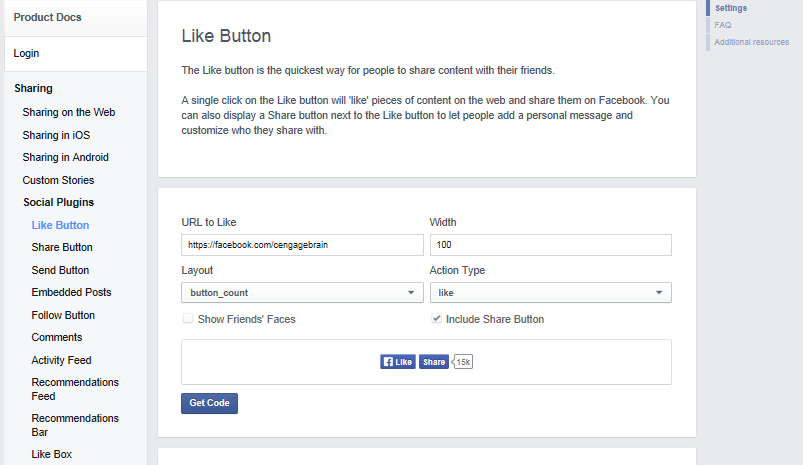 Product Docs
Login
Sharing
Sharing on the Web
Sharing in iOS
Sharing in Android
Custom Stories
Social Plugins
Like Button
Share Button
Send Button
Embedded Posts
Follow Button
Comments
Activity Feed
Recommendations
Feed
Recommendations
Bar
Like Box
Like Button
The Like button is the quickest way for people to share content with their friends.
A single click on the Like button will 'like' pieces of content on the web and share them on Facebook. You
can also display a Share button next to the Like button to let people add a personal message and
customize who they share with.
URL to Like
Width
https://facebook.com/cengagebrain
100
Layout
Action Type
button_count
like
Show Friends' Faces
Include Share Button
Like
Share
15k
Get Code
Settings
FAQ
Additional resources